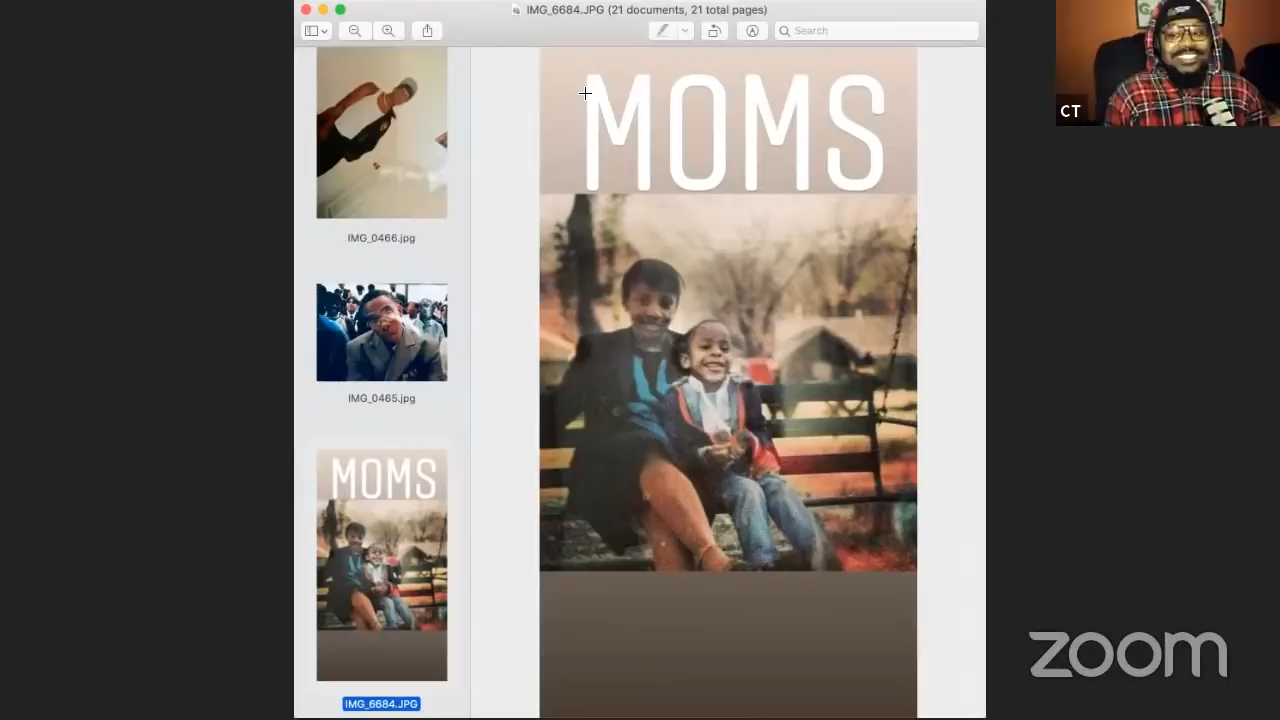 IMG_6684.JPG (21 documents, 21 total pages)
Search
IMG_0466.jpg
IMG_0465.jpg
MOMS
IMG_6684.JPG
MOMS
CT
zoom